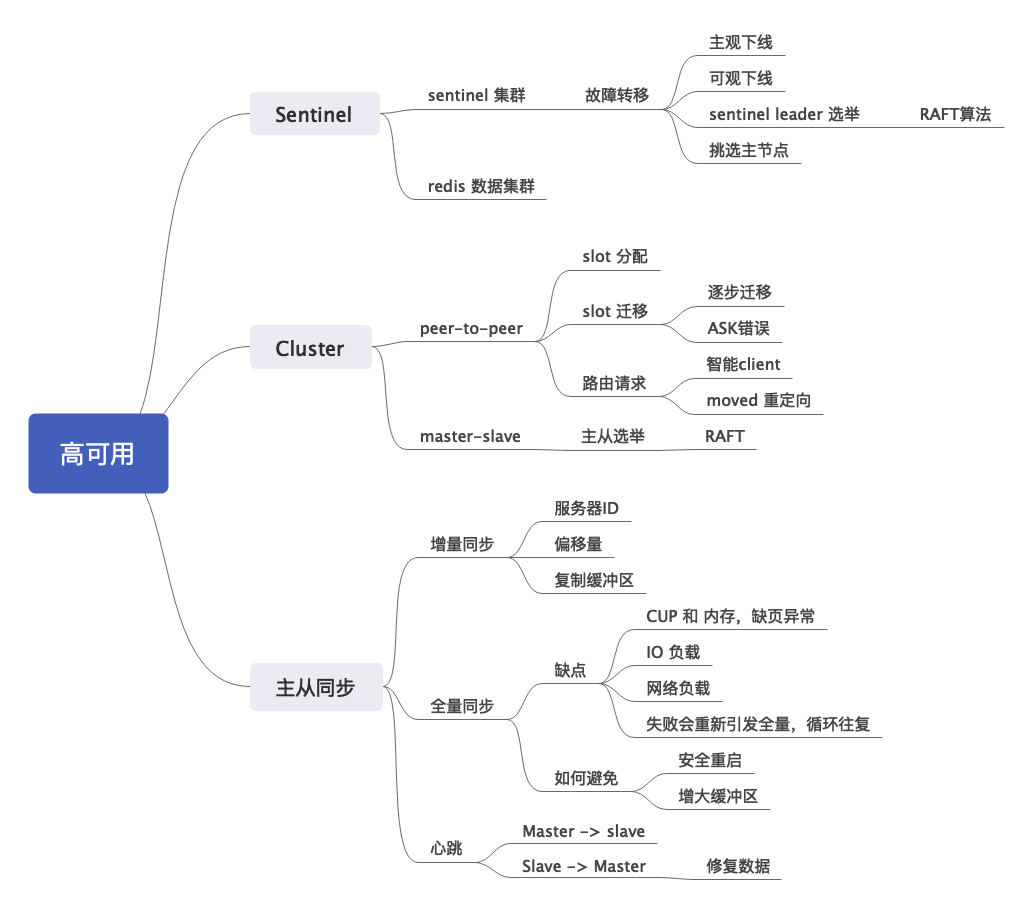 高可用
Sentinel
sentinel 集群
故障转移
主观下线
可观下线
sentinel leader 选举
RAFT算法
挑选主节点
redis 数据集群
Cluster
peer-to-peer
slot 分配
slot 迁移
逐步迁移
ASK错误
路由请求
智能client
moved 重定向
master-slave
主从选举
RAFT
主从同步
增量同步
服务器ID
偏移量
复制缓冲区
全量同步
缺点
CUP 和 内存，缺页异常
IO 负载
网络负载
失败会重新引发全量，循环往复
如何避免
安全重启
增大缓冲区
心跳
Master -> slave
Slave -> Master
修复数据